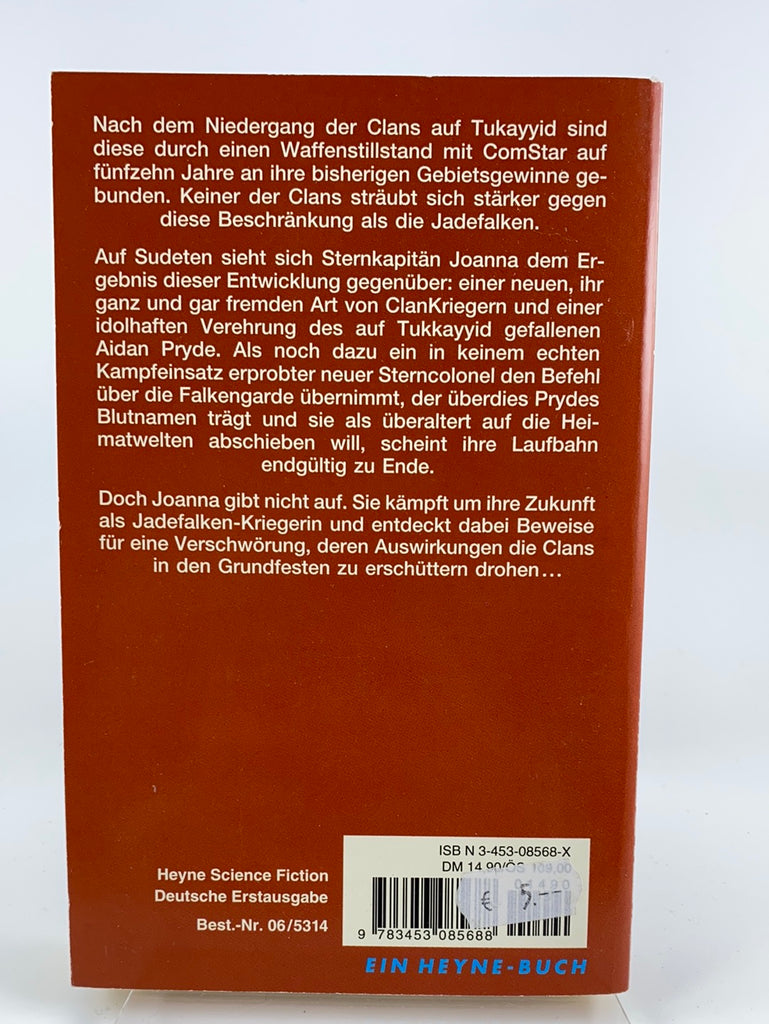 Nach dem Niedergang der Clans auf Tukayyid sind
diese durch einen Waffenstillstand mit ComStar auf
fünfzehn Jahre an ihre bisherigen Gebietsgewinne ge-
bunden. Keiner der Clans sträubt sich stärker gegen
diese Beschränkung als die Jadefalken.
Auf Sudeten sieht sich Sternkapitän Joanna dem Er-
gebnis dieser Entwicklung gegenüber: einer neuen, ihr
ganz und gar fremden Art von ClanKriegern und einer
idolhaften Verehrung des auf Tukkayyid gefallenen
Aidan Pryde. Als noch dazu ein in keinem echten
Kampfeinsatz erprobter neuer Sterncolonel den Befehl
über die Falkengarde übernimmt, der überdies Prydes
Blutnamen trägt und sie als überaltert auf die Hei-
matwelten abschieben will, scheint ihre Laufbahn
endgültig zu Ende.
Doch Joanna gibt nicht auf. Sie kämpft um ihre Zukunft
als Jadefalken-Kriegerin und entdeckt dabei Beweise
für eine Verschwörung, deren Auswirkungen die Clans
in den Grundfesten zu erschüttern drohen...
Heyne Science Fiction
Deutsche Erstausgabe
Best.-Nr. 06/5314
ISBN 3-453-08568-X
DM 14.90/ÖS 109,00
01490
€ 5.--
9 783453 085688
EIN HEYNE-BUCH